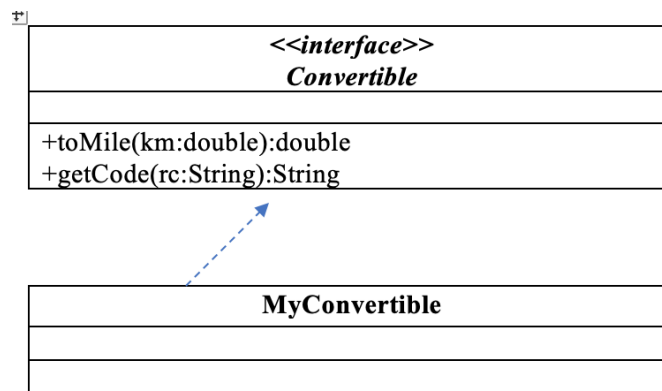 <<interface>>
Convertible
+toMile(km:double):double
+getCode(rc:String):String
MyConvertible